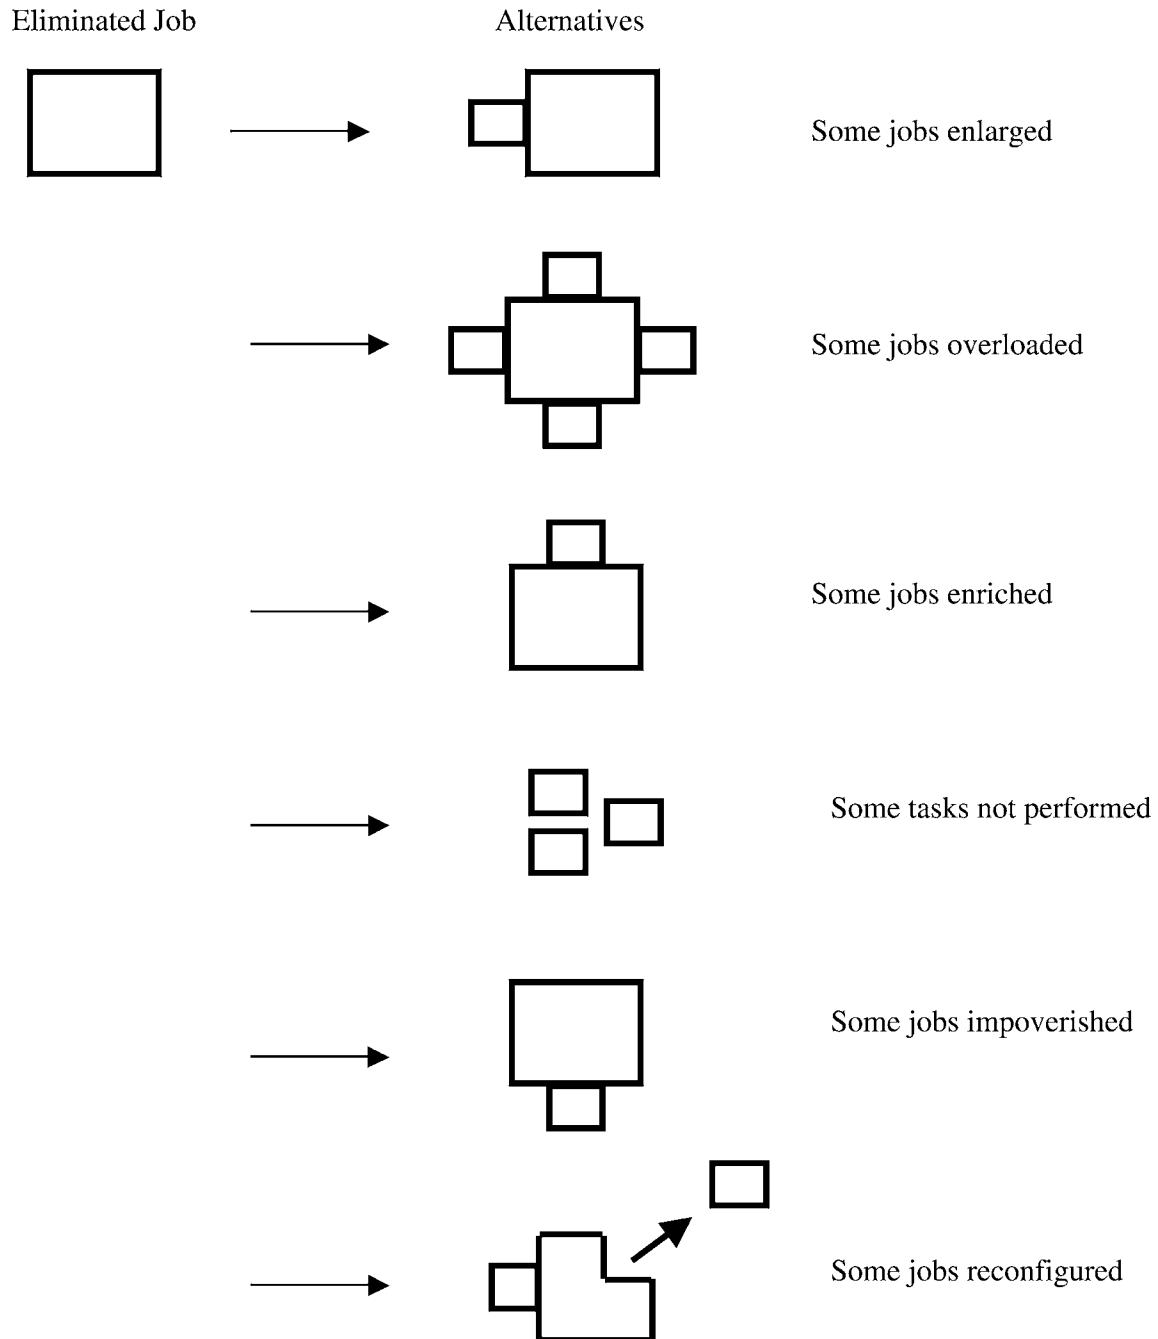 Eliminated Job
Alternatives
Some jobs enlarged
Some jobs overloaded
Some jobs enriched
Some tasks not performed
Some jobs impoverished
Some jobs reconfigured